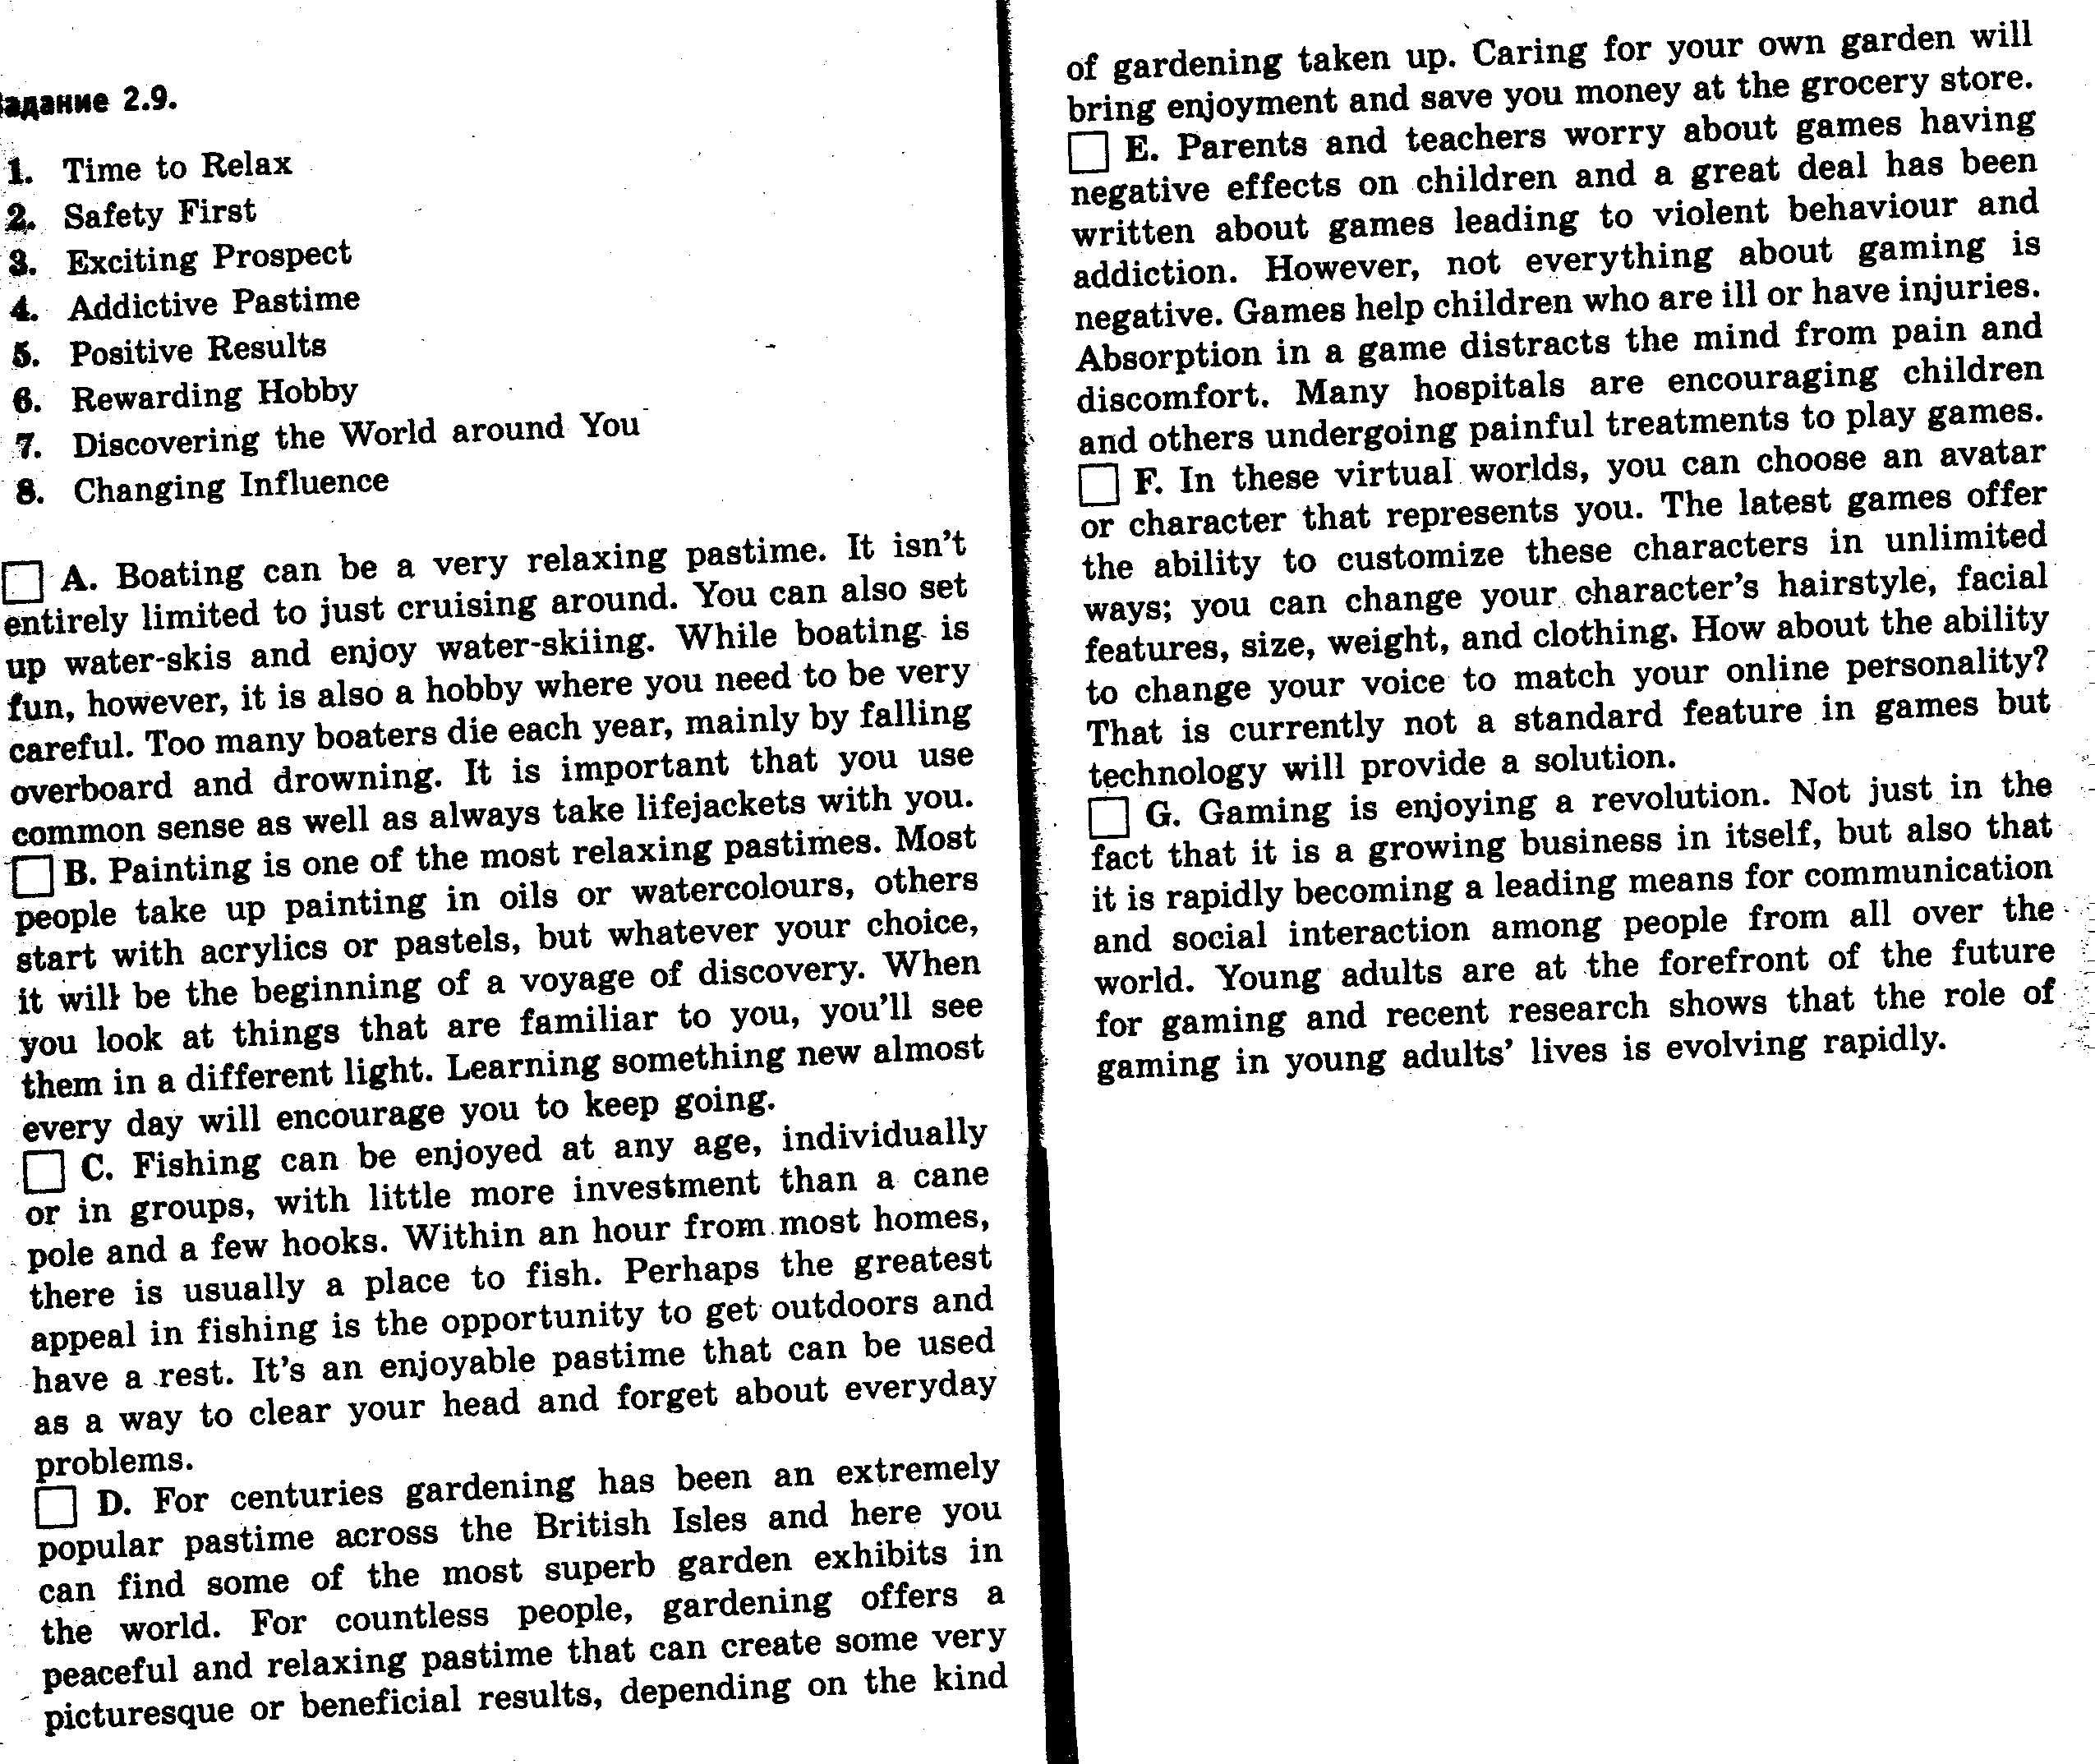 Задание 2.9.
1. Time to Relax
2. Safety First
3. Exciting Prospect
4. Addictive Pastime
5. Positive Results
6. Rewarding Hobby
7. Discovering the World around You
8. Changing Influence
A. Boating can be a very relaxing pastime. It isn't
entirely limited to just cruising around. You can also set
up water-skis and enjoy water-skiing. While boating is
fun, however, it is also a hobby where you need to be very
careful. Too many boaters die each year, mainly by falling
overboard and drowning. It is important that you use
common sense as well as always take lifejackets with you.
B. Painting is one of the most relaxing pastimes. Most
people take up painting in oils or watercolours, others
start with acrylics or pastels, but whatever your choice,
it will be the beginning of a voyage of discovery. When
you look at things that are familiar to you, you'll see
them in a different light. Learning something new almost
every day will encourage you to keep going.
C. Fishing can be enjoyed at any age, individually
or in groups, with little more investment than a cane
pole and a few hooks. Within an hour from most homes,
there is usually a place to fish. Perhaps the greatest
appeal in fishing is the opportunity to get outdoors and
have a rest. It's an enjoyable pastime that can be used
as a way to clear your head and forget about everyday
problems.
D. For centuries gardening has been an extremely
popular pastime across the British Isles and here you
can find some of the most superb garden exhibits in
the world. For countless people, gardening offers a
peaceful and relaxing pastime that can create some very
picturesque or beneficial results, depending on the kind
of gardening taken up. Caring for your own garden will
bring enjoyment and save you money at the grocery store.
E. Parents and teachers worry about games having
negative effects on children and a great deal has been
written about games leading to violent behaviour and
addiction. However, not everything about gaming is
negative. Games help children who are ill or have injuries.
Absorption in a game distracts the mind from pain and
discomfort. Many hospitals are encouraging children
and others undergoing painful treatments to play games.
F. In these virtual worlds, you can choose an avatar
or character that represents you. The latest games offer
the ability to customize these characters in unlimited
ways; you can change your character's hairstyle, facial
features, size, weight, and clothing. How about the ability
to change your voice to match your online personality?
That is currently not a standard feature in games but
technology will provide a solution.
G. Gaming is enjoying a revolution. Not just in the
fact that it is a growing business in itself, but also that
it is rapidly becoming a leading means for communication
and social interaction among people from all over the
world. Young adults are at the forefront of the future
for gaming and recent research shows that the role of
gaming in young adults' lives is evolving rapidly.